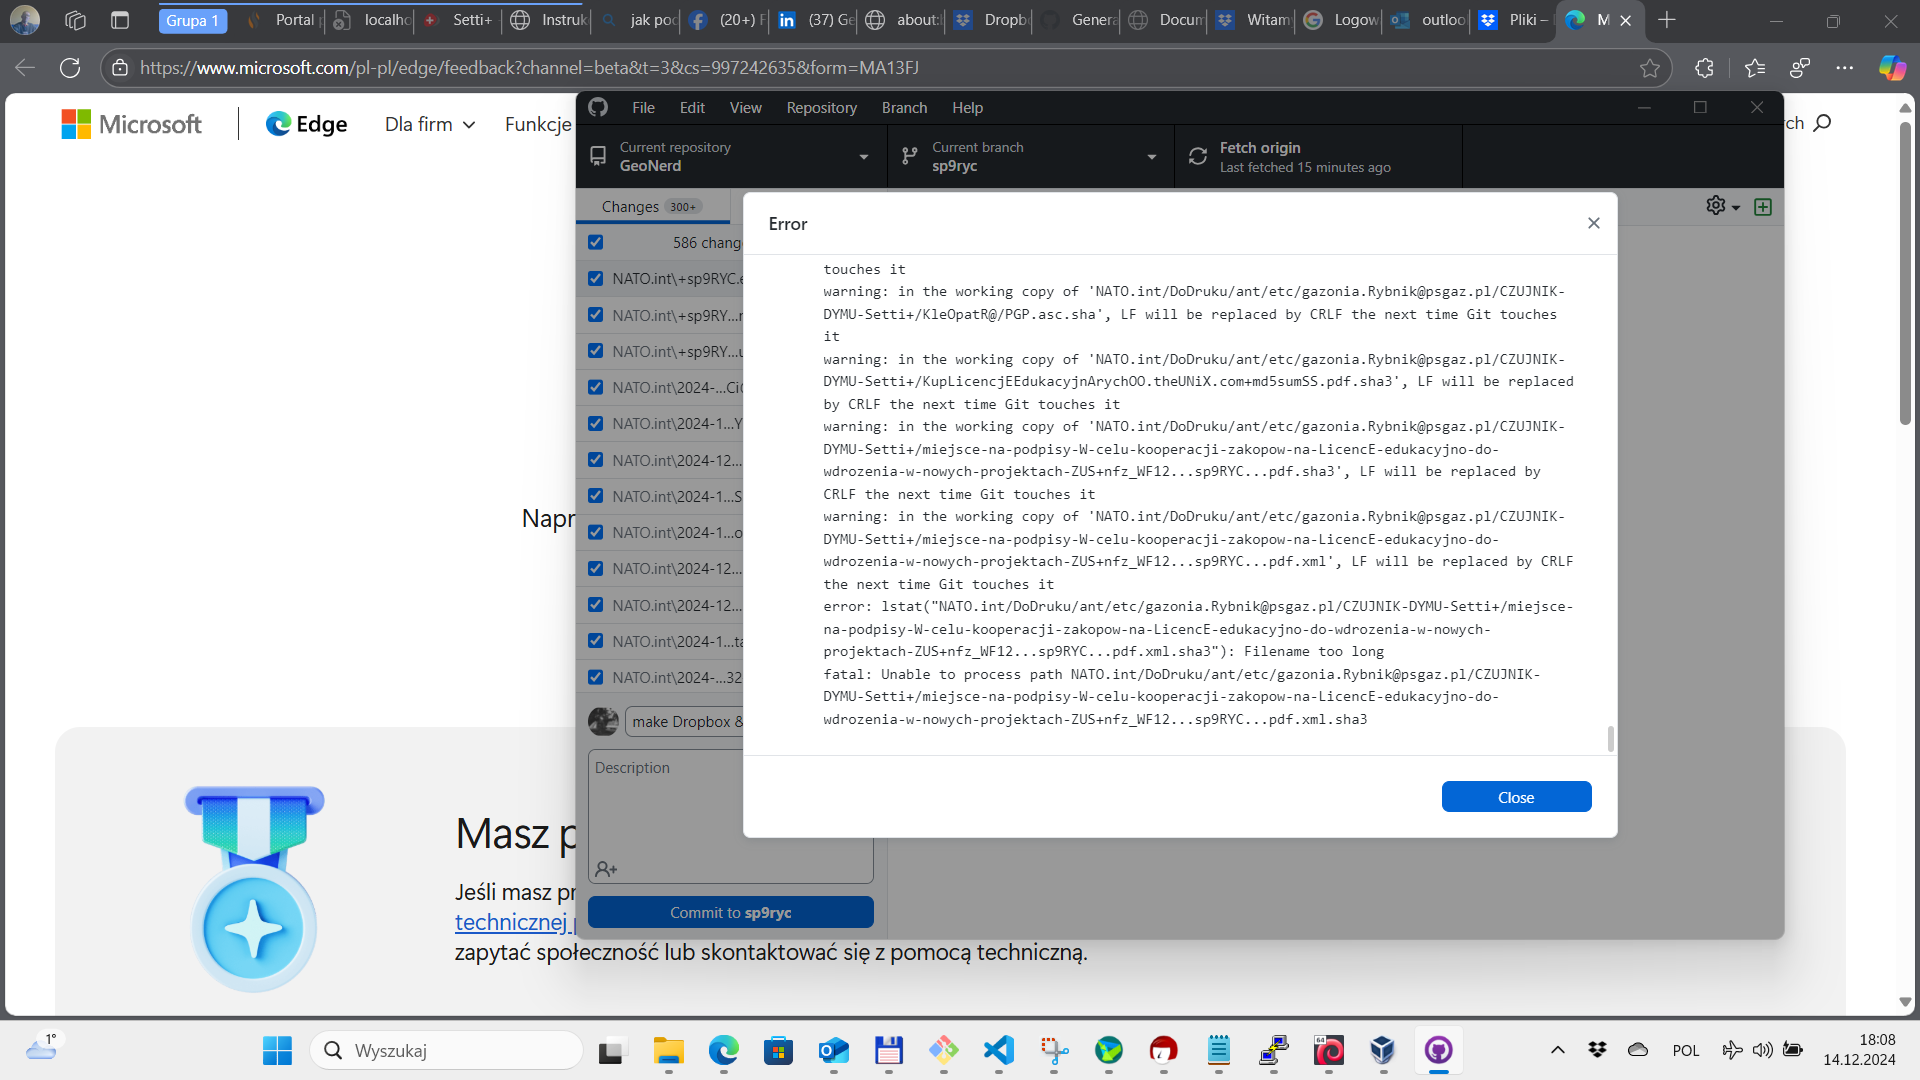 Grupa 1
Portal p
localho
Setti+
Instruk
jak poc
(20+) F
(37) Ge
about:b
Dropbo
Genera
Docum
Witamy
Logow
outlool
Pliki –
M
https://www.microsoft.com/pl-pl/edge/feedback?channel=beta&t=3&cs=997242635&form=MA13FJ
Microsoft
Edge
Dla firm
Funkcje
rch
File
Edit
View
Repository
Branch
Help
Current repository
GeoNerd
Current branch
sp9ryc
Fetch origin
Last fetched 15 minutes ago
Changes 300+
586 change
NATO.int\+sp9RYC.e
NATO.int\+sp9RY...r
NATO.int\+sp9RY...u
NATO.int\2024-...Ci
NATO.int\2024-1...Y
NATO.int\2024-12...
NATO.int\2024-1...S
NATO.int\2024-1...o
NATO.int\2024-12...
NATO.int\2024-12...
NATO.int\2024-1...ta
NATO.int\2024-...32
make Dropbox &
Description
Commit to sp9ryc
Error
touches it
warning: in the working copy of 'NATO.int/DoDruku/ant/etc/gazonia.Rybnik@psgaz.pl/CZUJNIK-
DYMU-Setti+/KleOpatR@/PGP.asc.sha', LF will be replaced by CRLF the next time Git touches
it
warning: in the working copy of 'NATO.int/DoDruku/ant/etc/gazonia.Rybnik@psgaz.pl/CZUJNIK-
DYMU-Setti+/KupLicencjEEdukacyjnArychOO.theUNiX.com+md5sumSS.pdf.sha3', LF will be replaced
by CRLF the next time Git touches it
warning: in the working copy of 'NATO.int/DoDruku/ant/etc/gazonia.Rybnik@psgaz.pl/CZUJNIK-
DYMU-Setti+/miejsce-na-podpisy-W-celu-kooperacji-zakopow-na-LicencE-edukacyjno-do-
wdrozenia-w-nowych-projektach-ZUS+nfz_WF12...sp9RYC...pdf.sha3', LF will be replaced by
CRLF the next time Git touches it
warning: in the working copy of 'NATO.int/DoDruku/ant/etc/gazonia.Rybnik@psgaz.pl/CZUJNIK-
DYMU-Setti+/miejsce-na-podpisy-W-celu-kooperacji-zakopow-na-LicencE-edukacyjno-do-
wdrozenia-w-nowych-projektach-ZUS+nfz_WF12...sp9RYC...pdf.xml', LF will be replaced by CRLF
the next time Git touches it
error: lstat("NATO.int/DoDruku/ant/etc/gazonia.Rybnik@psgaz.pl/CZUJNIK-DYMU-Setti+/miejsce-
na-podpisy-W-celu-kooperacji-zakopow-na-LicencE-edukacyjno-do-wdrozenia-w-nowych-
projektach-ZUS+nfz_WF12...sp9RYC...pdf.xml.sha3"): Filename too long
fatal: Unable to process path NATO.int/DoDruku/ant/etc/gazonia.Rybnik@psgaz.pl/CZUJNIK-
DYMU-Setti+/miejsce-na-podpisy-W-celu-kooperacji-zakopow-na-LicencE-edukacyjno-do-
wdrozenia-w-nowych-projektach-ZUS+nfz_WF12...sp9RYC...pdf.xml.sha3
Close
Napr
Masz p
Jeśli masz pr
technicznej p
zapytać społeczność lub skontaktować się z pomocą techniczną.
1°
Wyszukaj
64
POL
18:08
14.12.2024